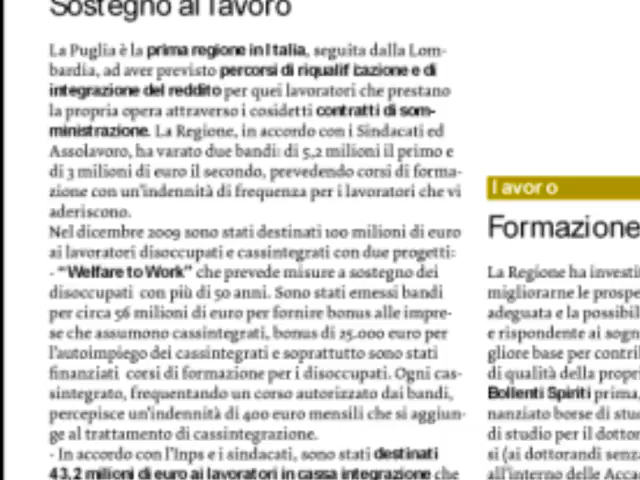 Sostegno al lavoro
La Puglia è la prima regione in Italia, seguita dalla Lom-
bardia, ad aver previsto percorsi di riqualificazione e di
integrazione del reddito per quei lavoratori che prestano
la propria opera attraverso i cosidetti contratti di som-
ministrazione. La Regione, in accordo con i Sindacati ed
Assolavoro, ha varato due bandi: di 5,2 milioni il primo e
di 3 milioni di euro il secondo, prevedendo corsi di forma-
zione con un'indennità di frequenza per i lavoratori che vi
aderiscono.
Nel dicembre 2009 sono stati destinati 100 milioni di euro
ai lavoratori disoccupati e cassintegrati con due progetti:
- “Welfare to Work” che prevede misure a sostegno dei
disoccupati con più di 50 anni. Sono stati emessi bandi
per circa 56 milioni di euro per fornire bonus alle impre-
se che assumono cassintegrati, bonus di 25.000 euro per
l'autoimpiego dei cassintegrati e soprattutto sono stati
finanziati corsi di formazione per i disoccupati. Ogni cas-
sintegrato, frequentando un corso autorizzato dai bandi,
percepisce un'indennità di 400 euro mensili che si aggiun-
ge al trattamento di cassintegrazione.
- In accordo con l'Inps e i sindacati, sono stati destinati
43,2 milioni di euro ai lavoratori in cassa integrazione che
lavoro
Formazione
La Regione ha investi
migliorarne le prospe
adeguata e la possibil
e rispondente ai sogn
gliore base per contril
di qualità della propri
Bollenti Spiriti prima,
nanziato borse di stud
di studio per il dottor
si (ai dottorandi senz
all'interno delle Acca